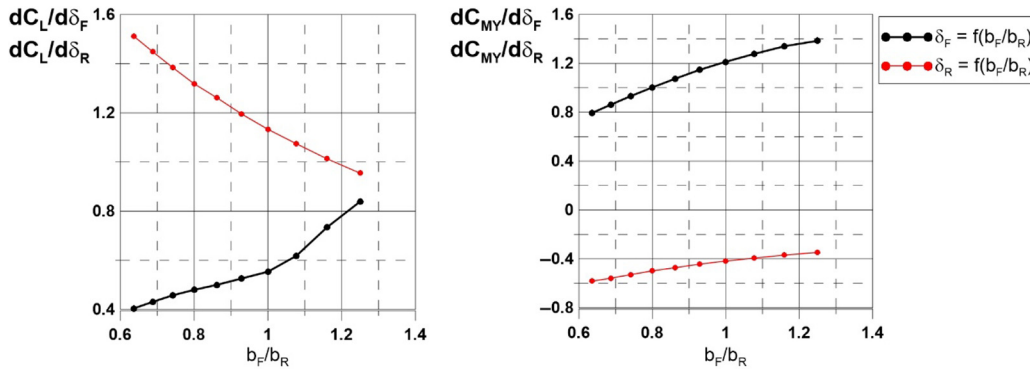 dC_L/dδ_F
dC_L/dδ_R
1.6
1.2
0.8
0.4
0.6
0.8
1
1.2
1.4
b_F/b_R
dC_MY/dδ_F
dC_MY/dδ_R
1.6
1.2
0.8
0.4
0
−0.4
−0.8
0.6
0.8
1
1.2
1.4
b_F/b_R
δ_F = f(b_F/b_R)
δ_R = f(b_F/b_R)